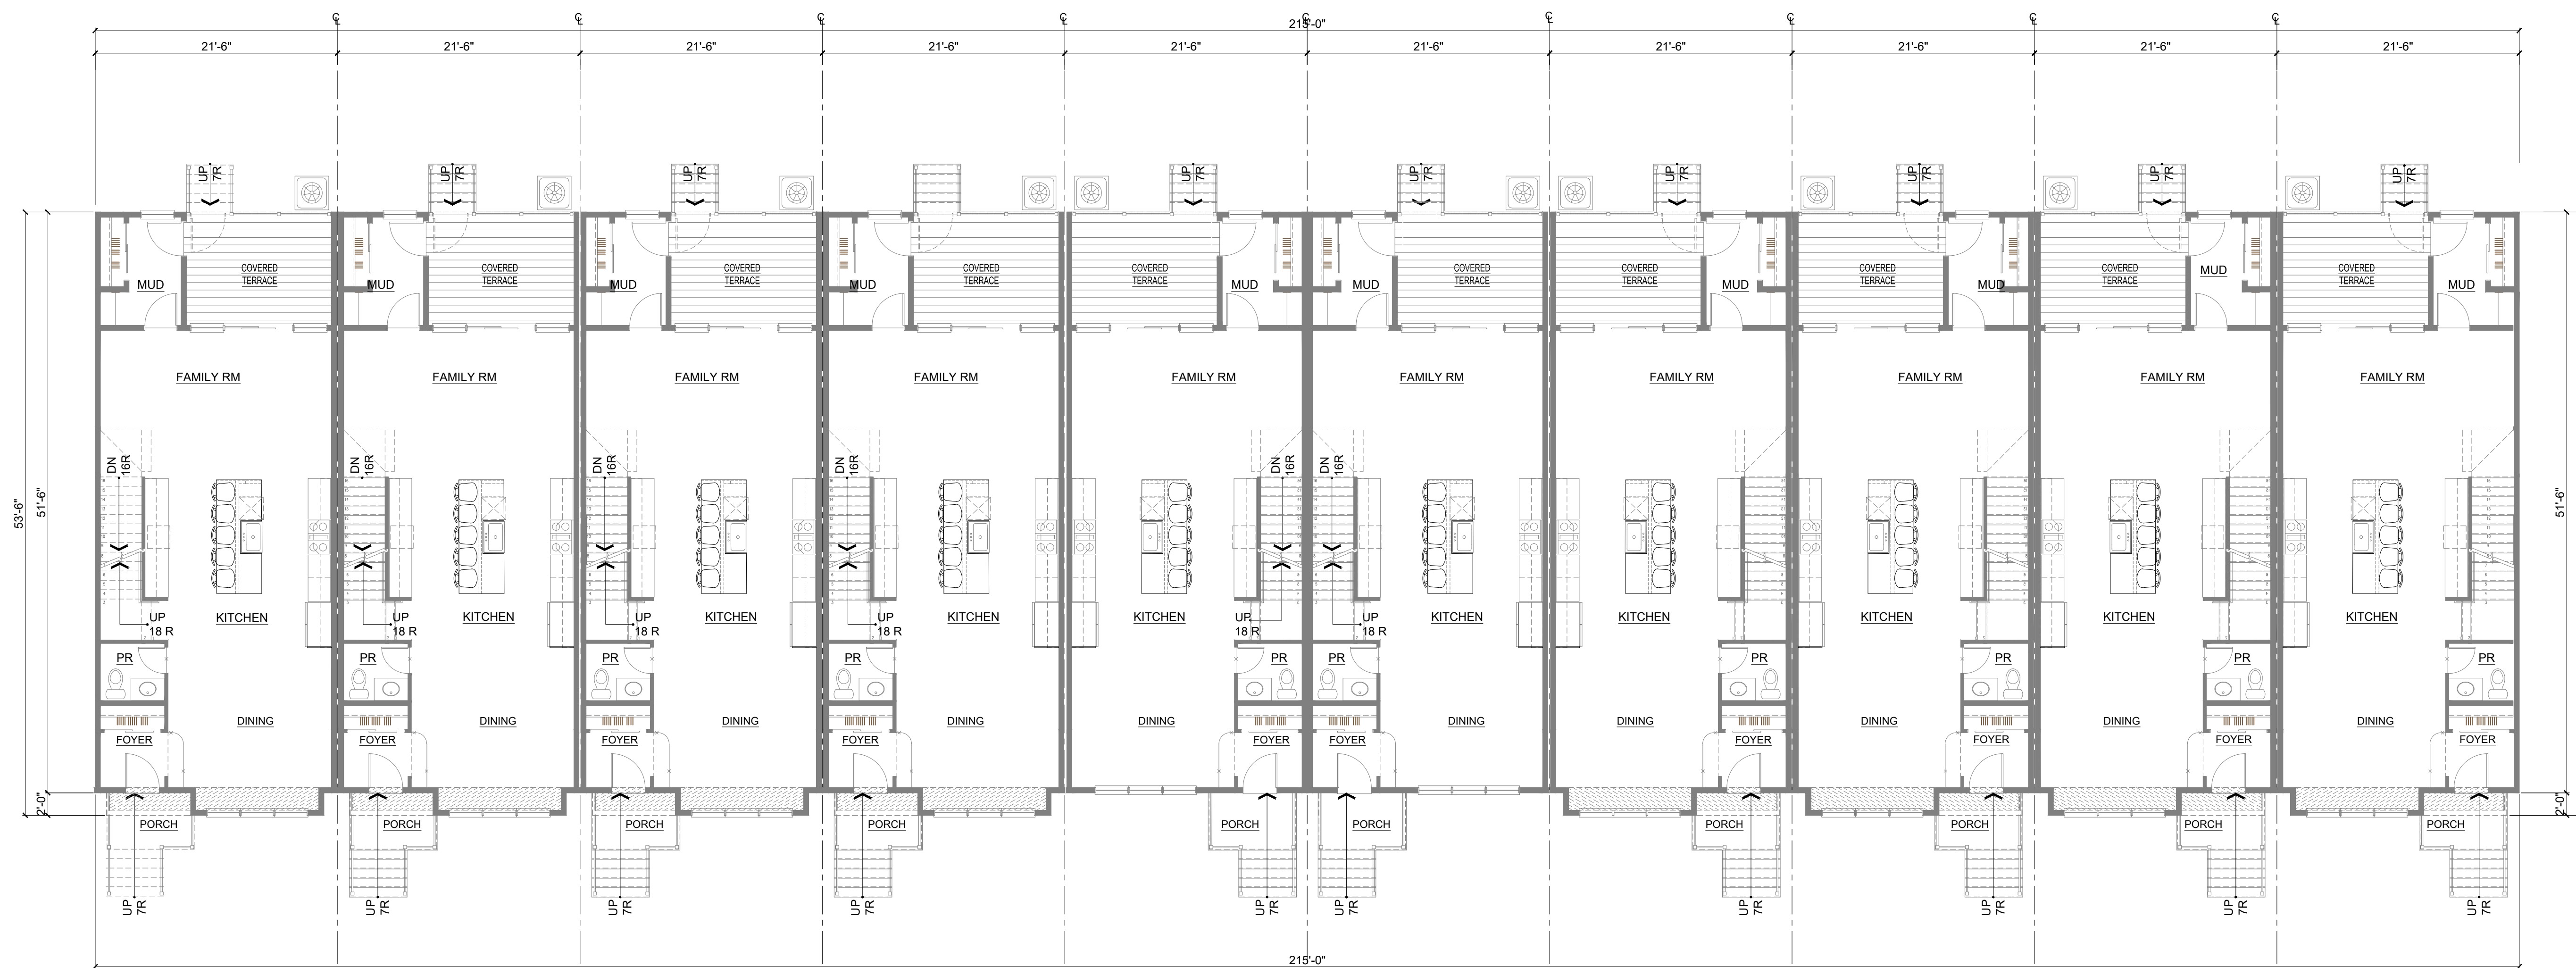 ℄ ℄ ℄ ℄ ℄ ℄ ℄ ℄ ℄
215'-0"
21'-6" 21'-6" 21'-6" 21'-6" 21'-6" 21'-6" 21'-6" 21'-6" 21'-6" 21'-6"
UP UP UP UP UP UP UP UP UP
7R 7R 7R 7R 7R 7R 7R 7R 7R
COVERED COVERED COVERED COVERED COVERED COVERED COVERED COVERED COVERED COVERED
TERRACE TERRACE TERRACE TERRACE TERRACE TERRACE TERRACE TERRACE TERRACE TERRACE
MUD MUD MUD MUD MUD MUD MUD MUD MUD MUD
FAMILY RM FAMILY RM FAMILY RM FAMILY RM FAMILY RM FAMILY RM FAMILY RM FAMILY RM FAMILY RM FAMILY RM
DN DN DN DN DN DN
16R 16R 16R 16R 16R 16R
53'-6" 51'-6" 51'-6"
KITCHEN KITCHEN KITCHEN KITCHEN KITCHEN KITCHEN KITCHEN KITCHEN KITCHEN KITCHEN
UP UP UP UP UP UP
18 R 18 R 18 R 18 R 18 R 18 R
PR PR PR PR PR PR PR PR PR PR
DINING DINING DINING DINING DINING DINING DINING DINING DINING DINING
FOYER FOYER FOYER FOYER FOYER FOYER FOYER FOYER FOYER FOYER
2'-0" 2'-0"
PORCH PORCH PORCH PORCH PORCH PORCH PORCH PORCH PORCH PORCH
UP UP UP UP UP UP UP UP UP UP
7R 7R 7R 7R 7R 7R 7R 7R 7R 7R
215'-0"